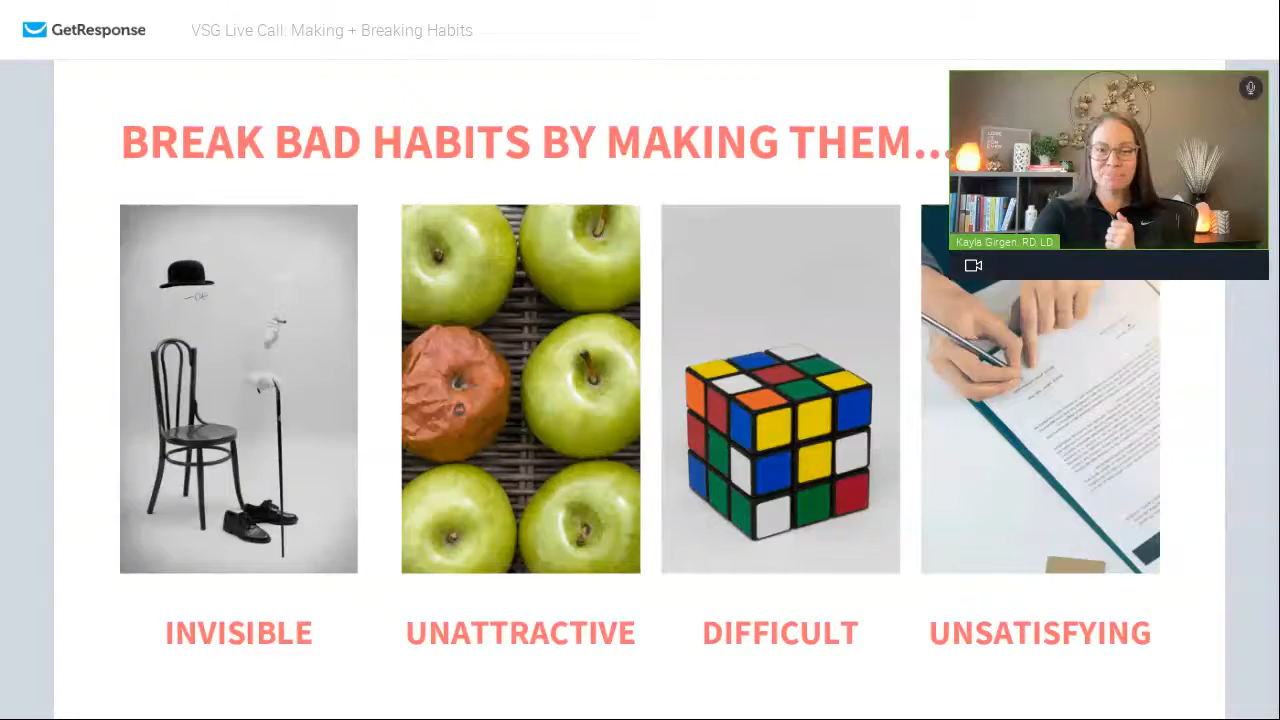 GetResponse
VSG Live Call: Making + Breaking Habits
BREAK BAD HABITS BY MAKING THEM...
Kayla Girgen, RD, LD
INVISIBLE
UNATTRACTIVE
DIFFICULT
UNSATISFYING